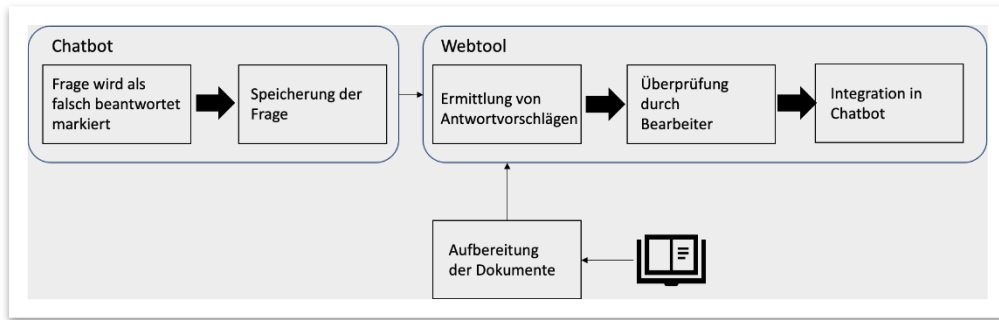 Chatbot
Frage wird als
falsch beantwortet
markiert
Speicherung der
Frage
Webtool
Ermittlung von
Antwortvorschlägen
Überprüfung
durch
Bearbeiter
Integration in
Chatbot
Aufbereitung
der Dokumente